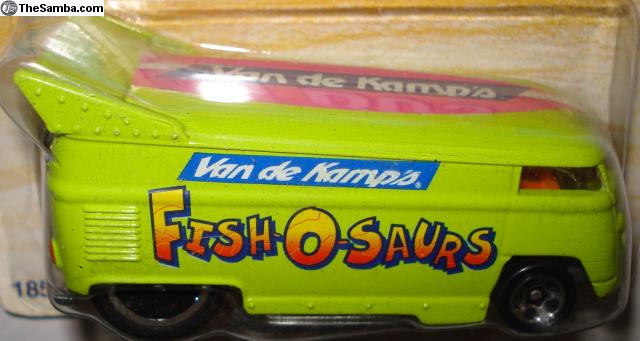 TheSamba.com
Van de Kamp's®
Van de Kamp's®
FISH-O-SAURS
185